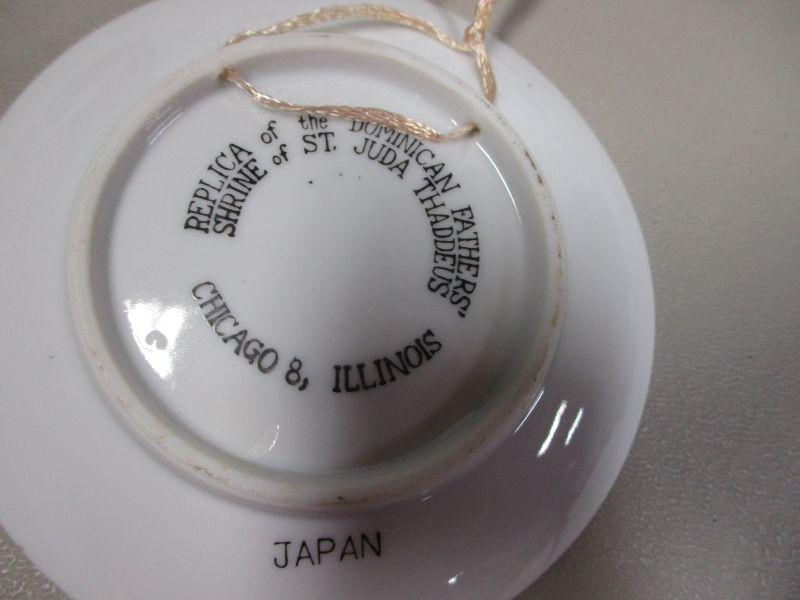 REPLICA of the DOMINICAN FATHERS'
SHRINE of ST. JUDA THADDEUS
CHICAGO 8, ILLINOIS
JAPAN